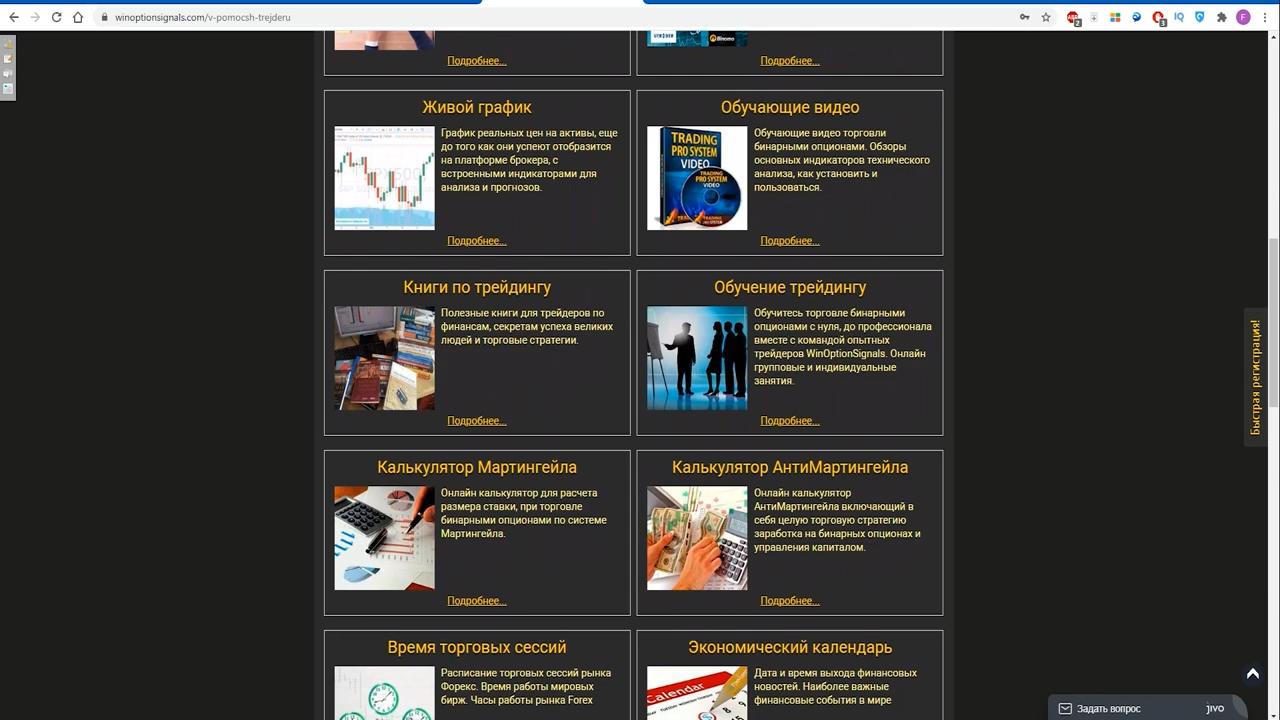 winoptionsignals.com/v-pomocsh-trejderu
F
Binomo
Подробнее...
Подробнее...
Живой график
График реальных цен на активы, еще
до того как они успеют отобразится
на платформе брокера, с
встроенными индикаторами для
анализа и прогнозов.
Подробнее...
Обучающие видео
TRADING
PRO SYSTEM
VIDEO
TRADING
PRO SYSTEM
VIDEO
Обучающие видео торговли
бинарными опционами. Обзоры
основных индикаторов технического
анализа, как установить и
пользоваться.
Подробнее...
Книги по трейдингу
Полезные книги для трейдеров по
финансам, секретам успеха великих
людей и торговые стратегии.
Подробнее...
Обучение трейдингу
Обучитесь торговле бинарными
опционами с нуля, до профессионала
вместе с командой опытных
трейдеров WinOptionSignals. Онлайн
групповые и индивидуальные
занятия.
Подробнее...
Быстрая регистрация!
Калькулятор Мартингейла
Онлайн калькулятор для расчета
размера ставки, при торговле
бинарными опционами по системе
Мартингейла.
Подробнее...
Калькулятор АнтиМартингейла
Онлайн калькулятор
АнтиМартингейла включающий в
себя целую торговую стратегию
заработка на бинарных опционах и
управления капиталом.
Подробнее...
Время торговых сессий
Расписание торговых сессий рынка
Форекс. Время работы мировых
бирж. Часы работы рынка Forex
Экономический календарь
Calendar
Дата и время выхода финансовых
новостей. Наиболее важные
финансовые события в мире
Задать вопрос
jivo